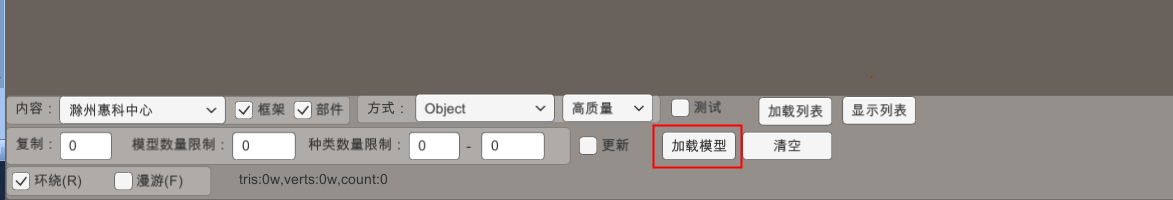 内容： 滁州惠科中心 框架 部件 方式： Object 高质量 测试 加载列表 显示列表
复制： 0 模型数量限制： 0 种类数量限制： 0 - 0 更新 加载模型 清空
环绕(R) 漫游(F) tris:0w,verts:0w,count:0